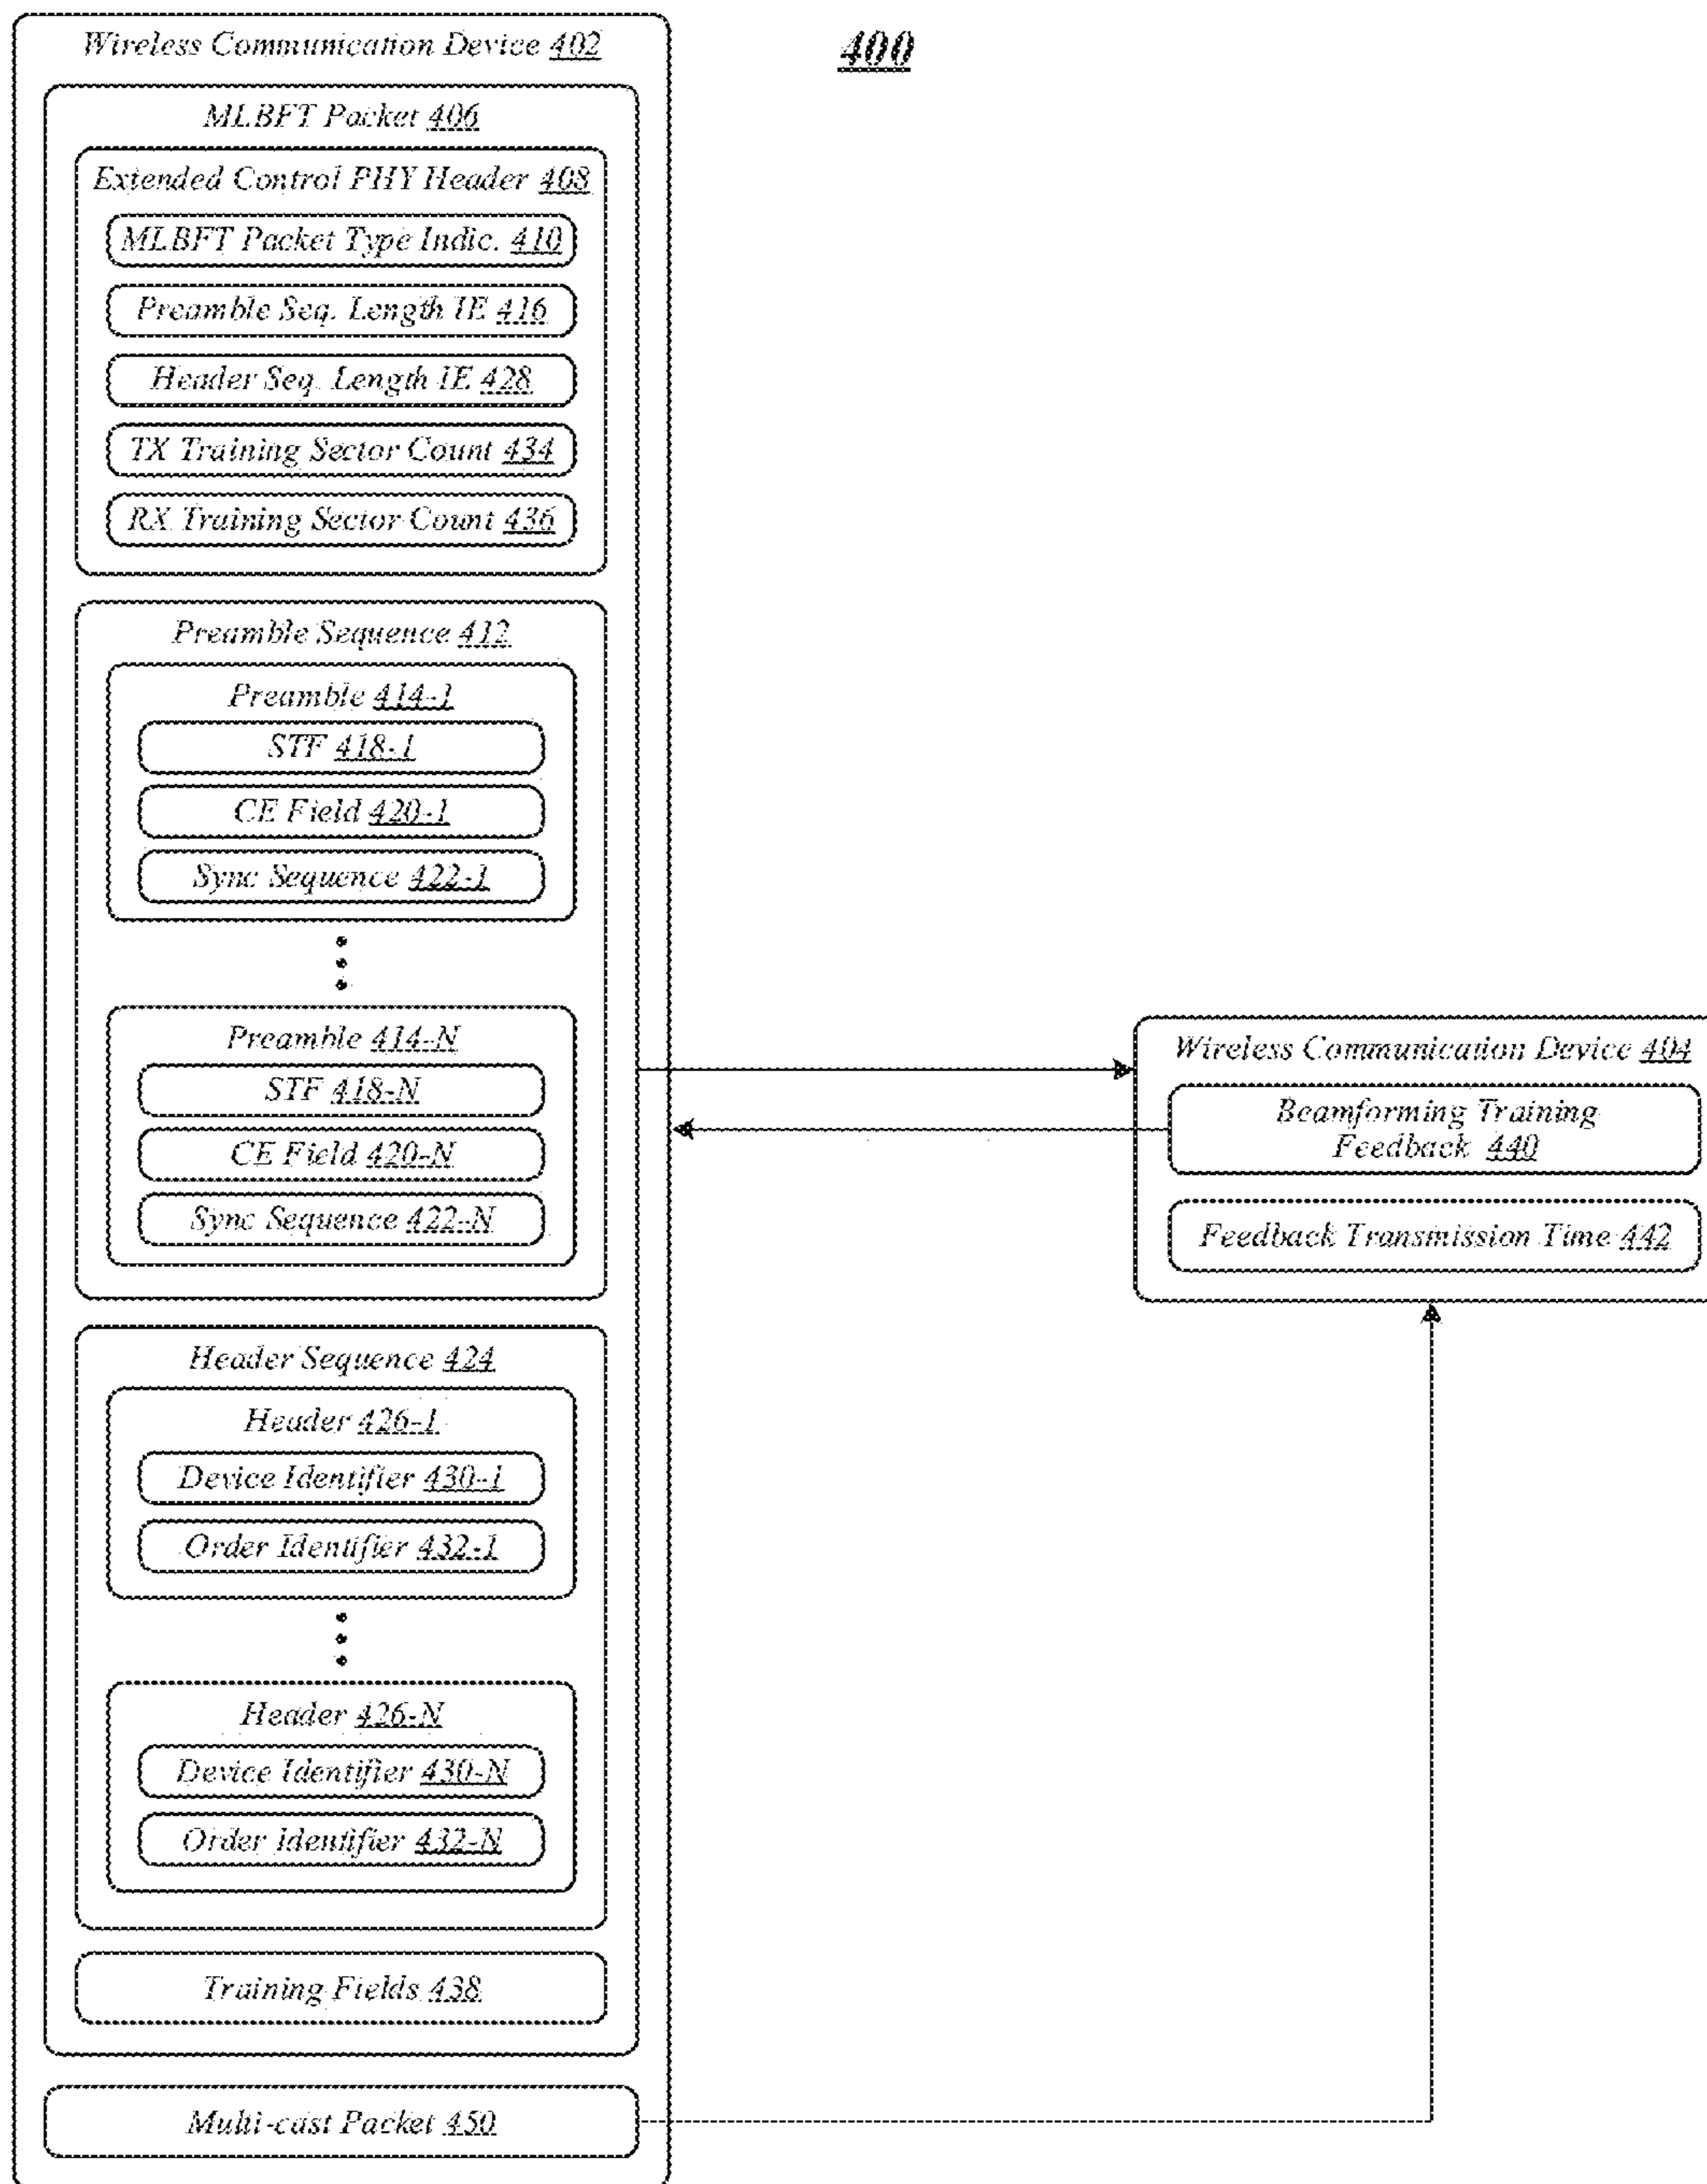 Wireless Communication Device 402
400
MLBFT Packet 406
Extended Control PHY Header 408
MLBFT Packet Type Indic. 410
Preamble Seq. Length IE 416
Header Seq. Length IE 428
TX Training Sector Count 434
RX Training Sector Count 436
Preamble Sequence 412
Preamble 414-1
STF 418-1
CE Field 420-1
Sync Sequence 422-1
Preamble 414-N
STF 418-N
CE Field 420-N
Sync Sequence 422-N
Header Sequence 424
Header 426-1
Device Identifier 430-1
Order Identifier 432-1
Header 426-N
Device Identifier 430-N
Order Identifier 432-N
Training Fields 438
Multi-cast Packet 450
Wireless Communication Device 404
Beamforming Training
Feedback 440
Feedback Transmission Time 442